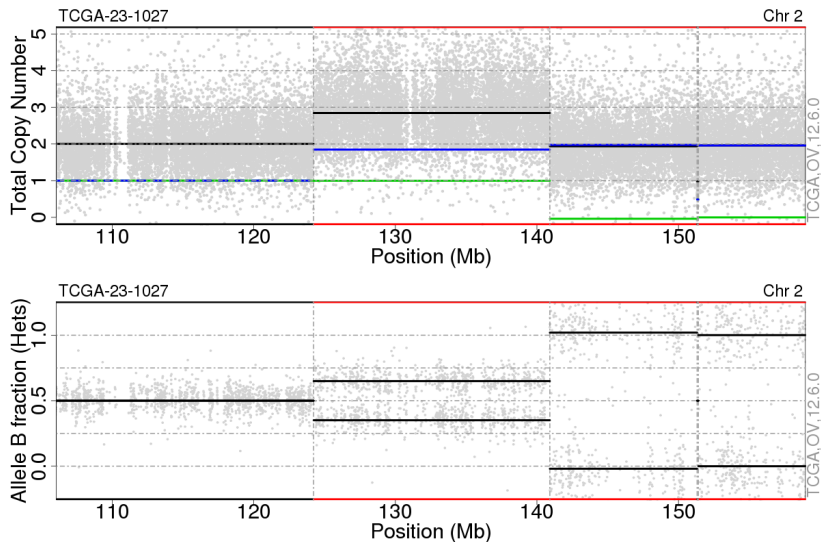 TCGA-23-1027 Chr 2
Total Copy Number
5
4
3
2
1
0
110 120 130 140 150
Position (Mb)
TCGA,OV,12.6.0
TCGA-23-1027 Chr 2
Allele B fraction (Hets)
1.0
0.5
0.0
110 120 130 140 150
Position (Mb)
TCGA,OV,12.6.0